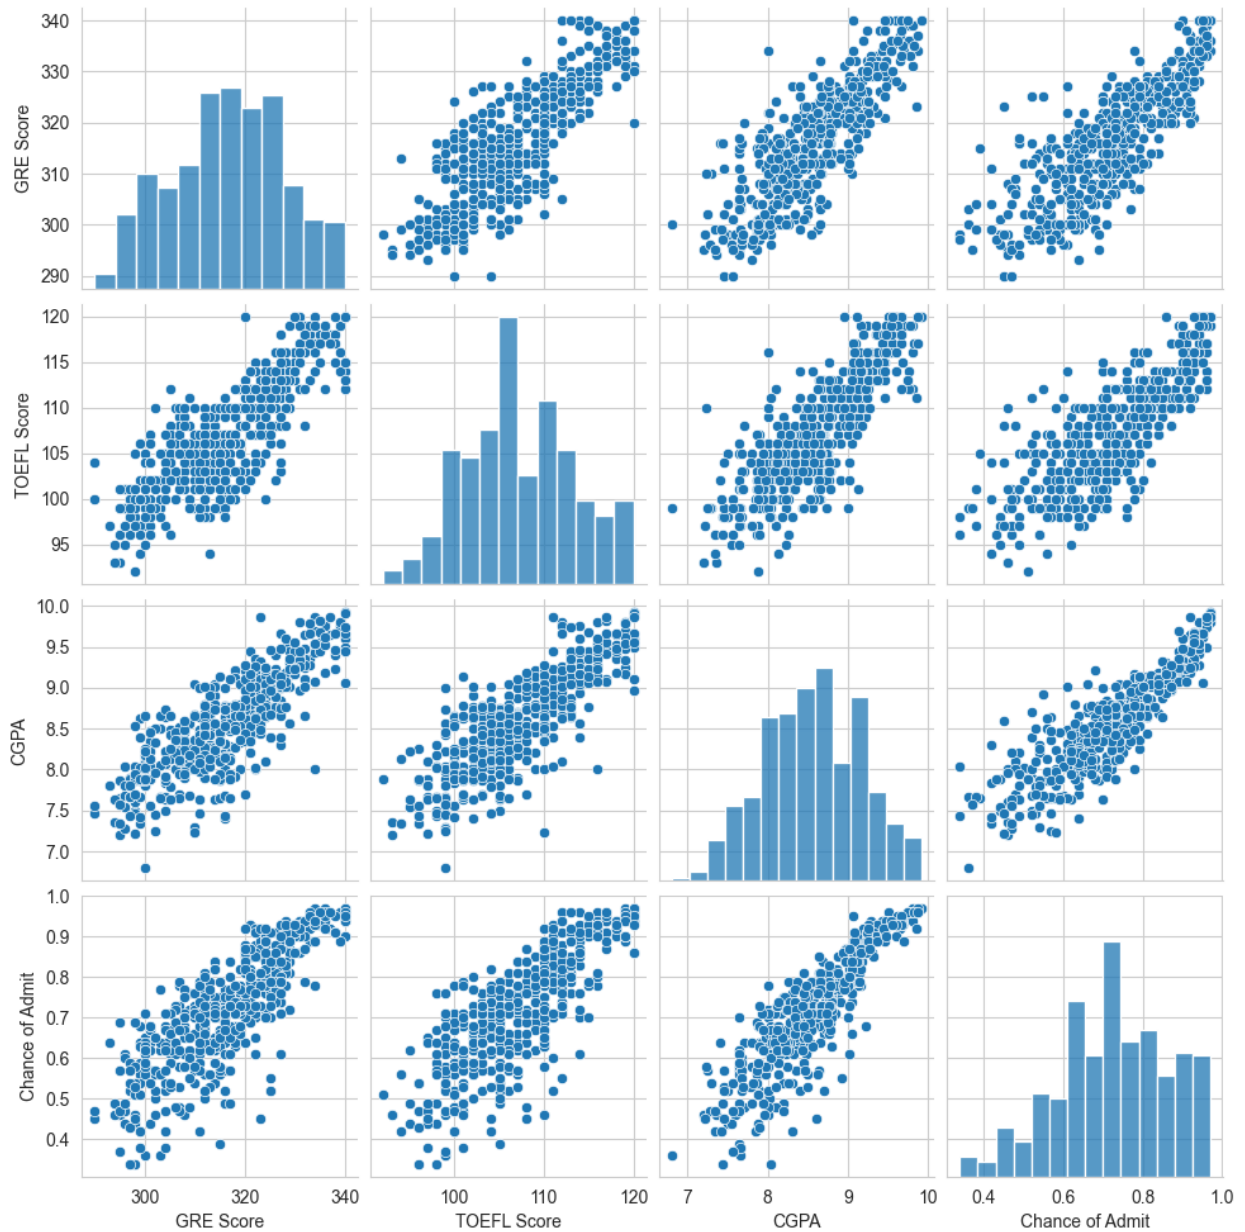 340
330
320
310
300
290
GRE Score
120
115
110
105
100
95
TOEFL Score
10.0
9.5
9.0
8.5
8.0
7.5
7.0
CGPA
1.0
0.9
0.8
0.7
0.6
0.5
0.4
Chance of Admit
300 320 340
GRE Score
100 110 120
TOEFL Score
7 8 9 10
CGPA
0.4 0.6 0.8 1.0
Chance of Admit